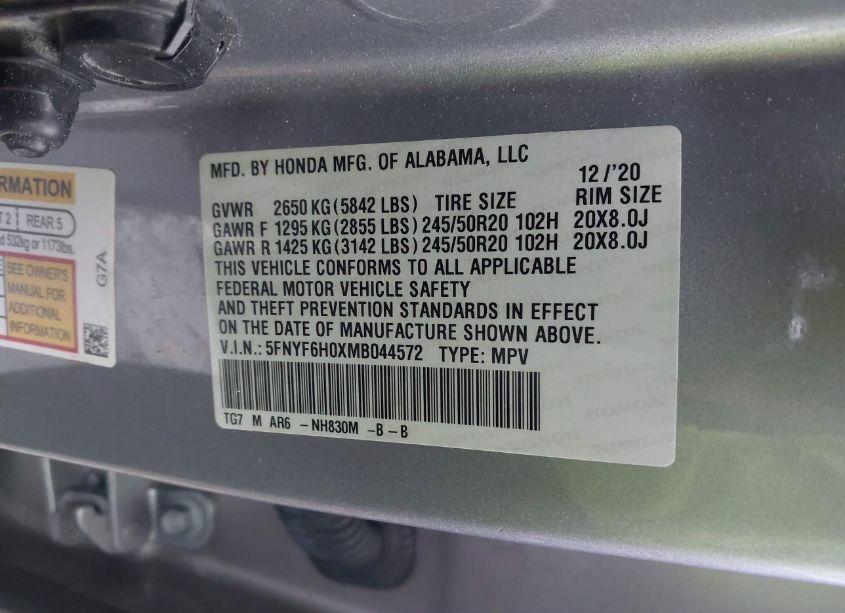 RMATION
T 2 REAR 5
d 532kg or 1173lbs.
SEE OWNER'S
MANUAL FOR
ADDITIONAL
INFORMATION
G7A
MFD. BY HONDA MFG. OF ALABAMA, LLC 12/'20
GVWR 2650 KG (5842 LBS) TIRE SIZE RIM SIZE
GAWR F 1295 KG (2855 LBS) 245/50R20 102H 20X8.0J
GAWR R 1425 KG (3142 LBS) 245/50R20 102H 20X8.0J
THIS VEHICLE CONFORMS TO ALL APPLICABLE
FEDERAL MOTOR VEHICLE SAFETY
AND THEFT PREVENTION STANDARDS IN EFFECT
ON THE DATE OF MANUFACTURE SHOWN ABOVE.
V.I.N.: 5FNYF6H0XMB044572 TYPE: MPV
TG7 M AR6 -NH830M -B -B